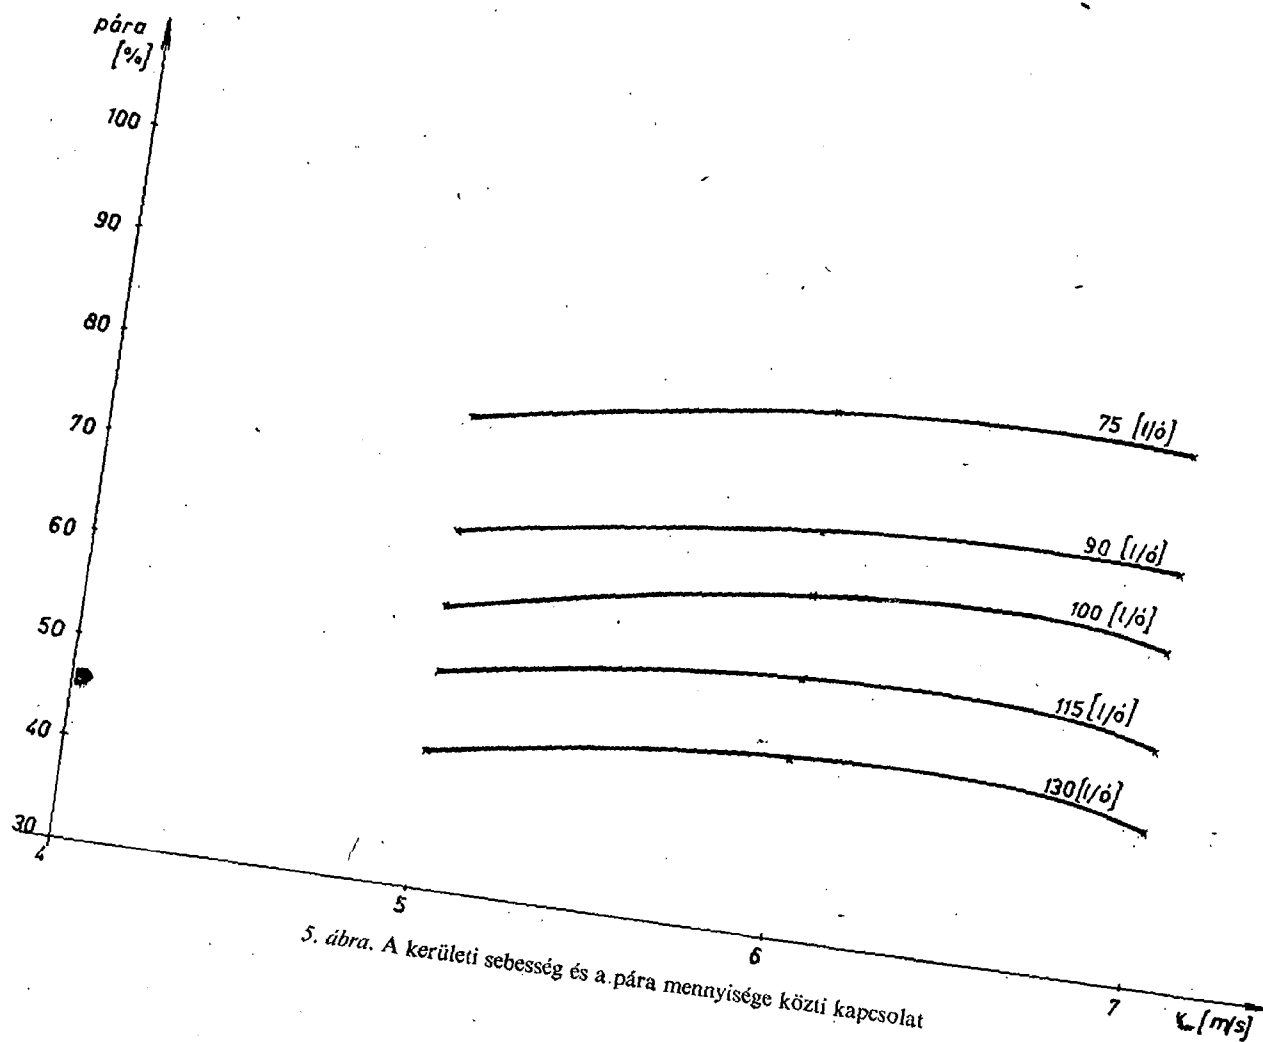 pára
[%]
100
90
80
70
60
50
40
30
4
5
6
7
[m/s]
75 [l/ó]
90 [l/ó]
100 [l/ó]
115 [l/ó]
130 [l/ó]
5. ábra. A kerületi sebesség és a pára mennyisége közti kapcsolat